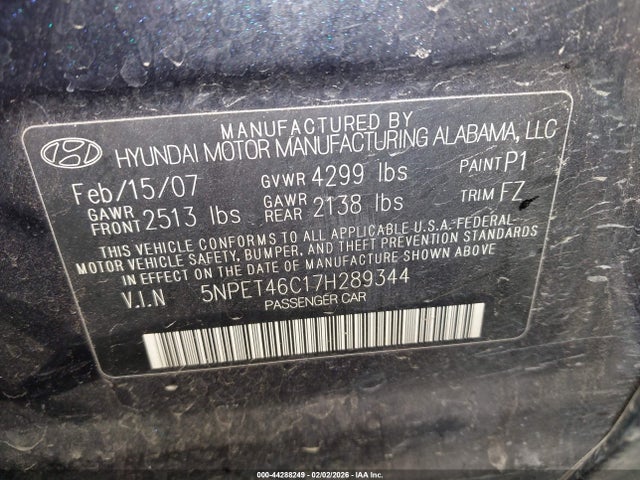 MANUFACTURED BY
HYUNDAI MOTOR MANUFACTURING ALABAMA, LLC
Feb/15/07 GVWR 4299 lbs PAINT P1
GAWR FRONT 2513 lbs GAWR REAR 2138 lbs TRIM FZ
THIS VEHICLE CONFORMS TO ALL APPLICABLE U.S.A.-FEDERAL-
MOTOR VEHICLE SAFETY, BUMPER, AND THEFT PREVENTION STANDARDS
IN EFFECT ON THE DATE OF MANUFACTURE SHOWN ABOVE
V.I.N 5NPET46C17H289344
PASSENGER CAR
000-44288249 - 02/02/2026 - IAA Inc.